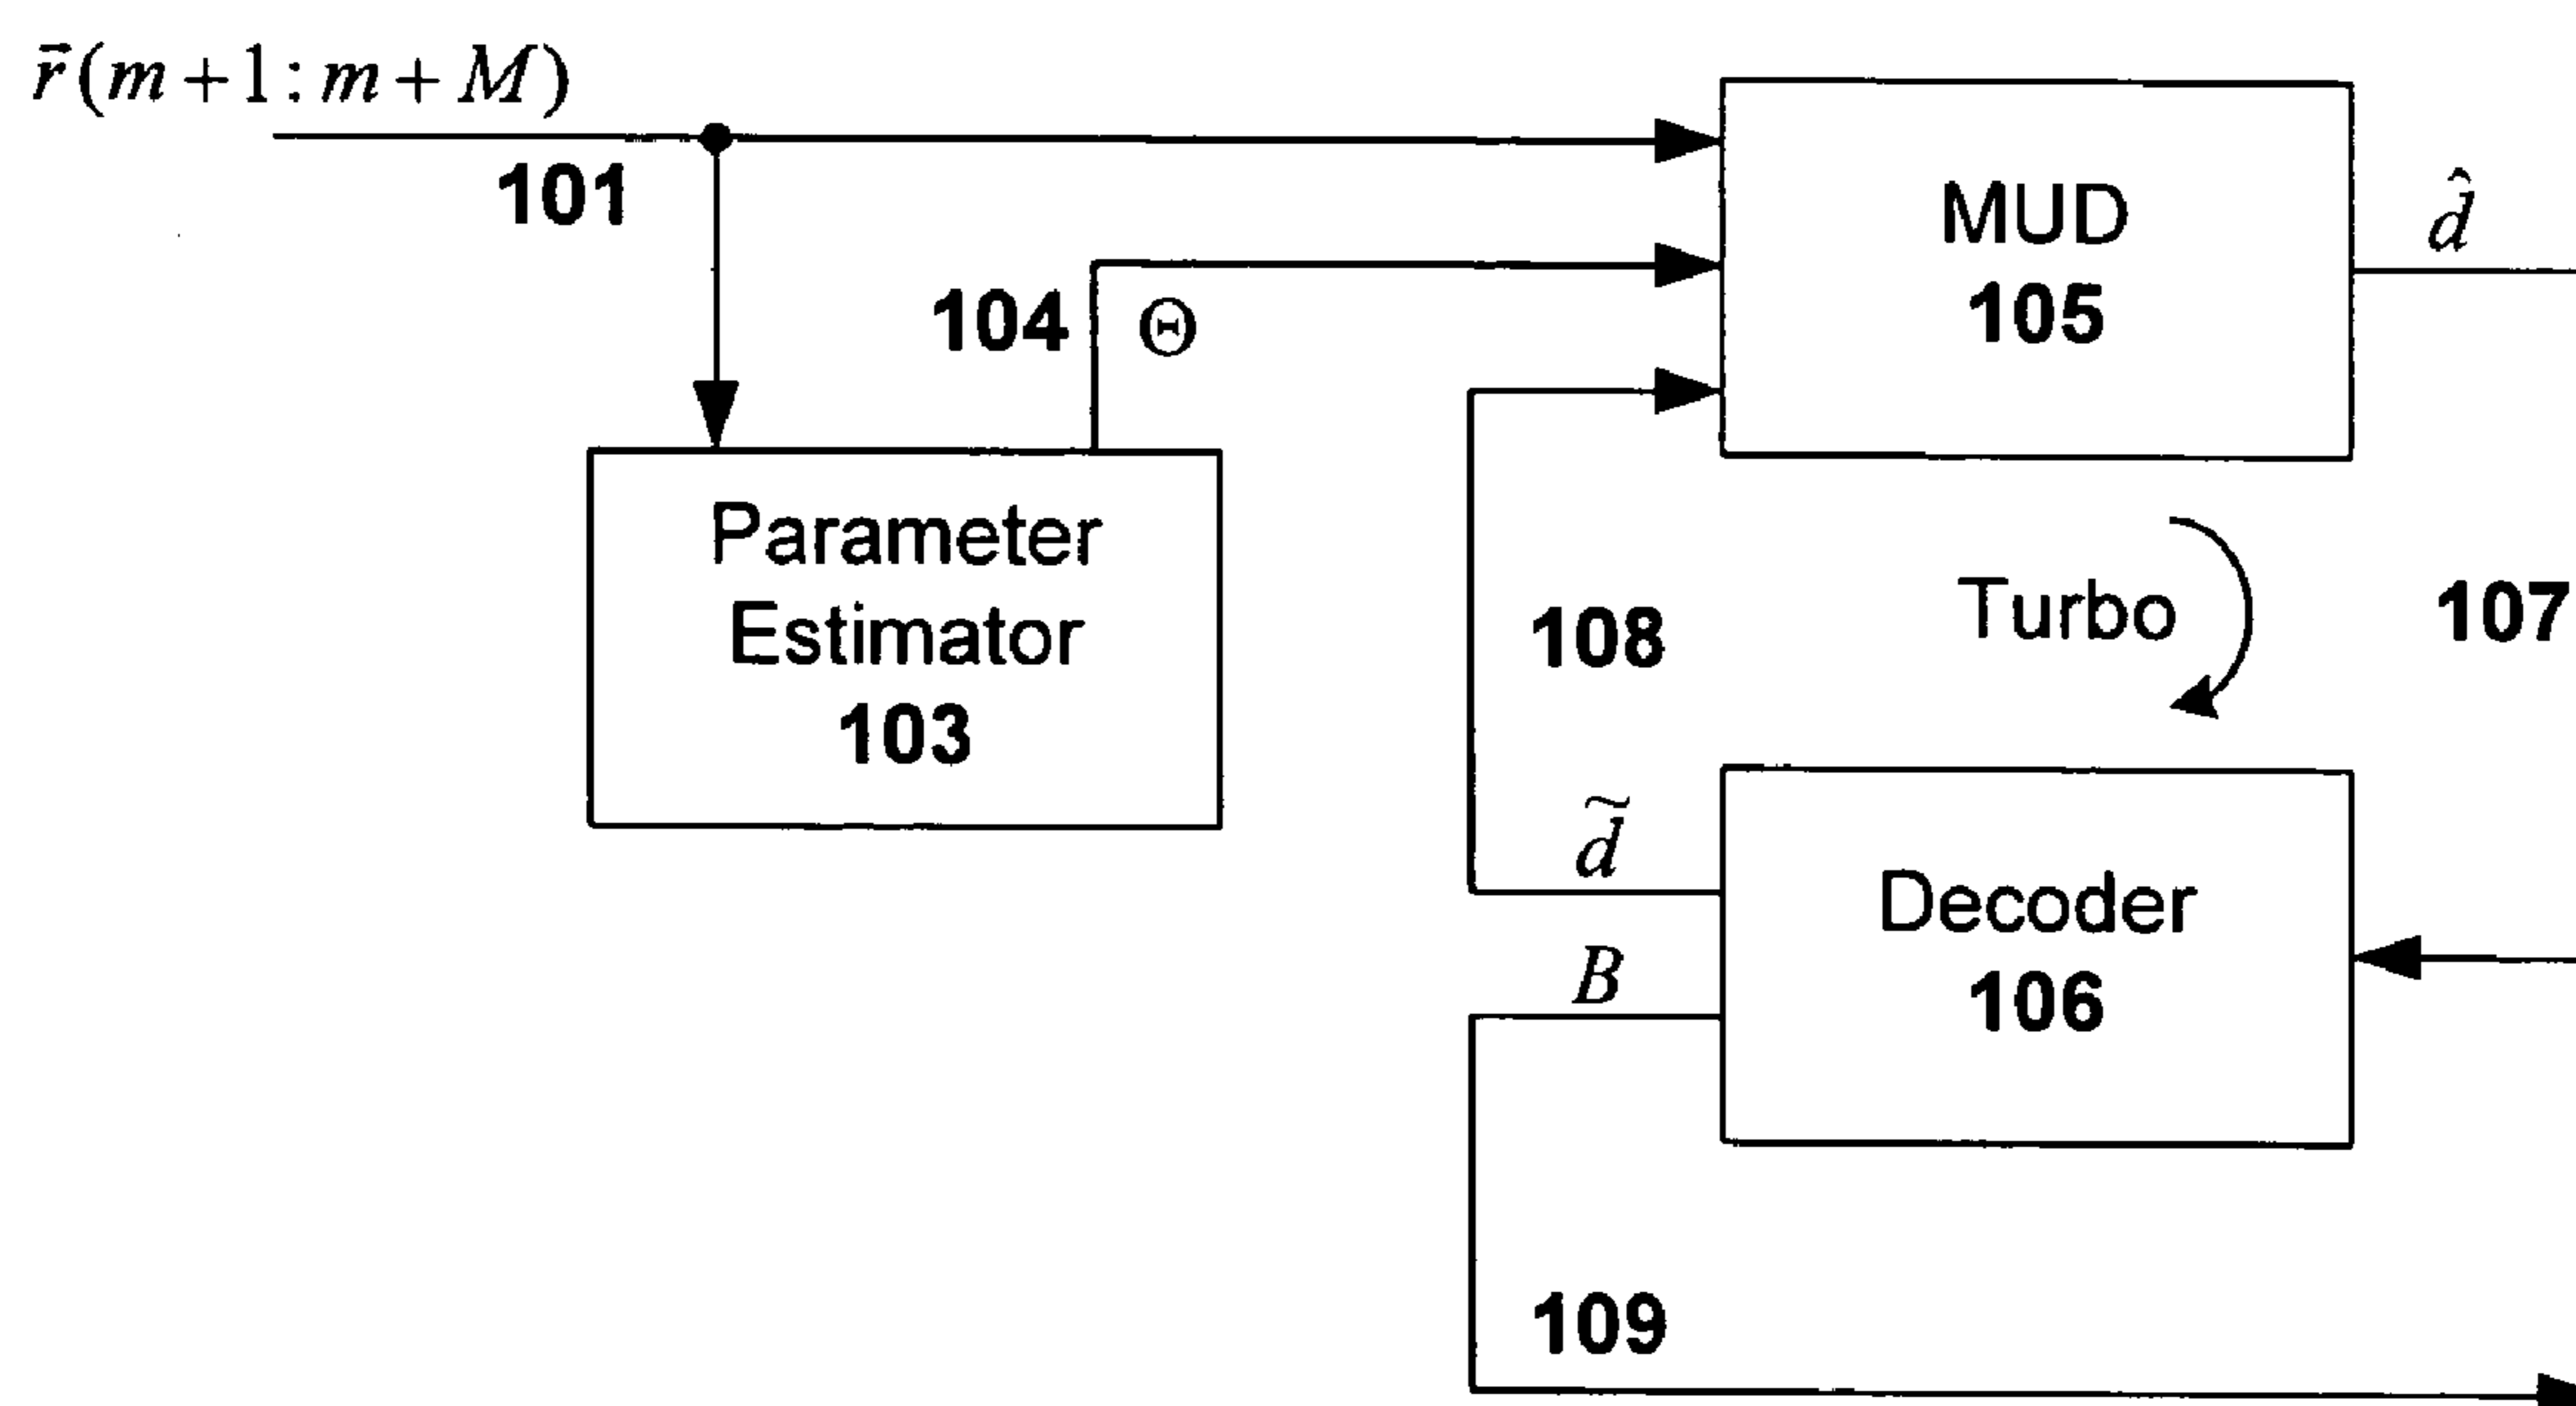 r̄(m+1:m+M)
101
MUD
105
d̂
104
Θ
Parameter
Estimator
103
108
Turbo
107
d̃
Decoder
106
B
109